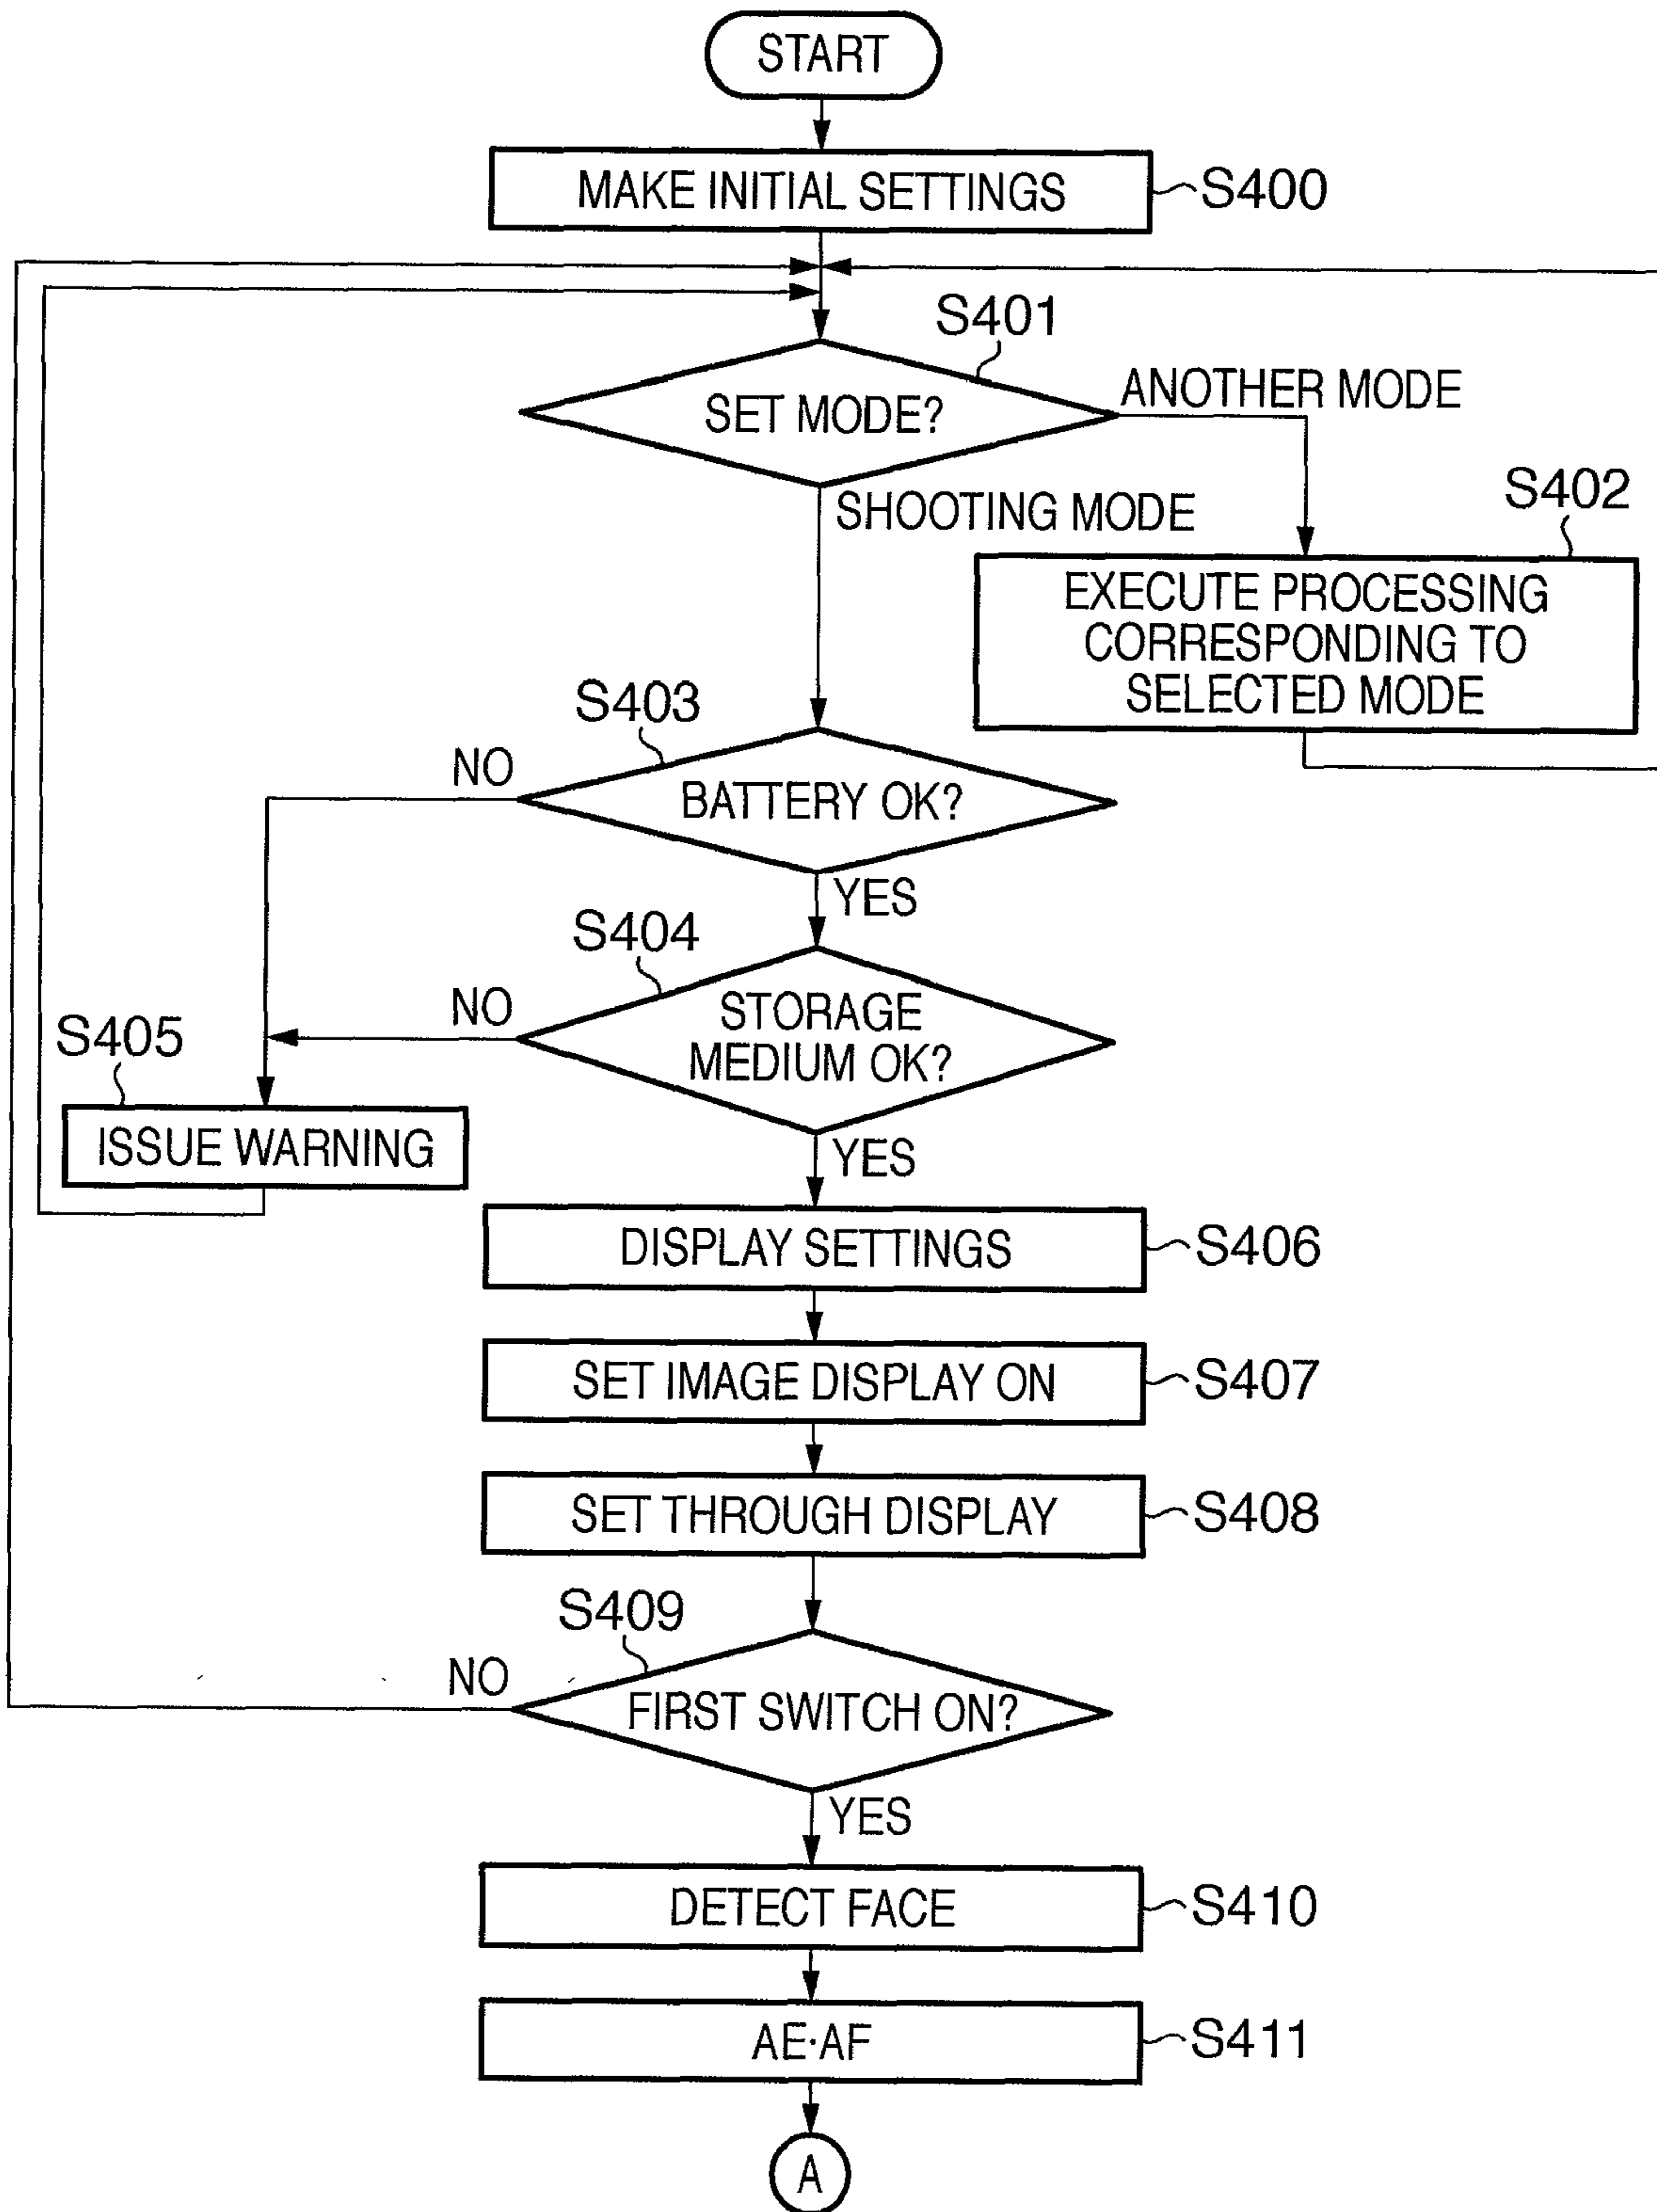 START
MAKE INITIAL SETTINGS
S400
S401
SET MODE?
ANOTHER MODE
SHOOTING MODE
S402
EXECUTE PROCESSING
CORRESPONDING TO
SELECTED MODE
S403
NO
BATTERY OK?
YES
S404
NO
STORAGE
MEDIUM OK?
S405
ISSUE WARNING
YES
DISPLAY SETTINGS
S406
SET IMAGE DISPLAY ON
S407
SET THROUGH DISPLAY
S408
S409
NO
FIRST SWITCH ON?
YES
DETECT FACE
S410
AE·AF
S411
A